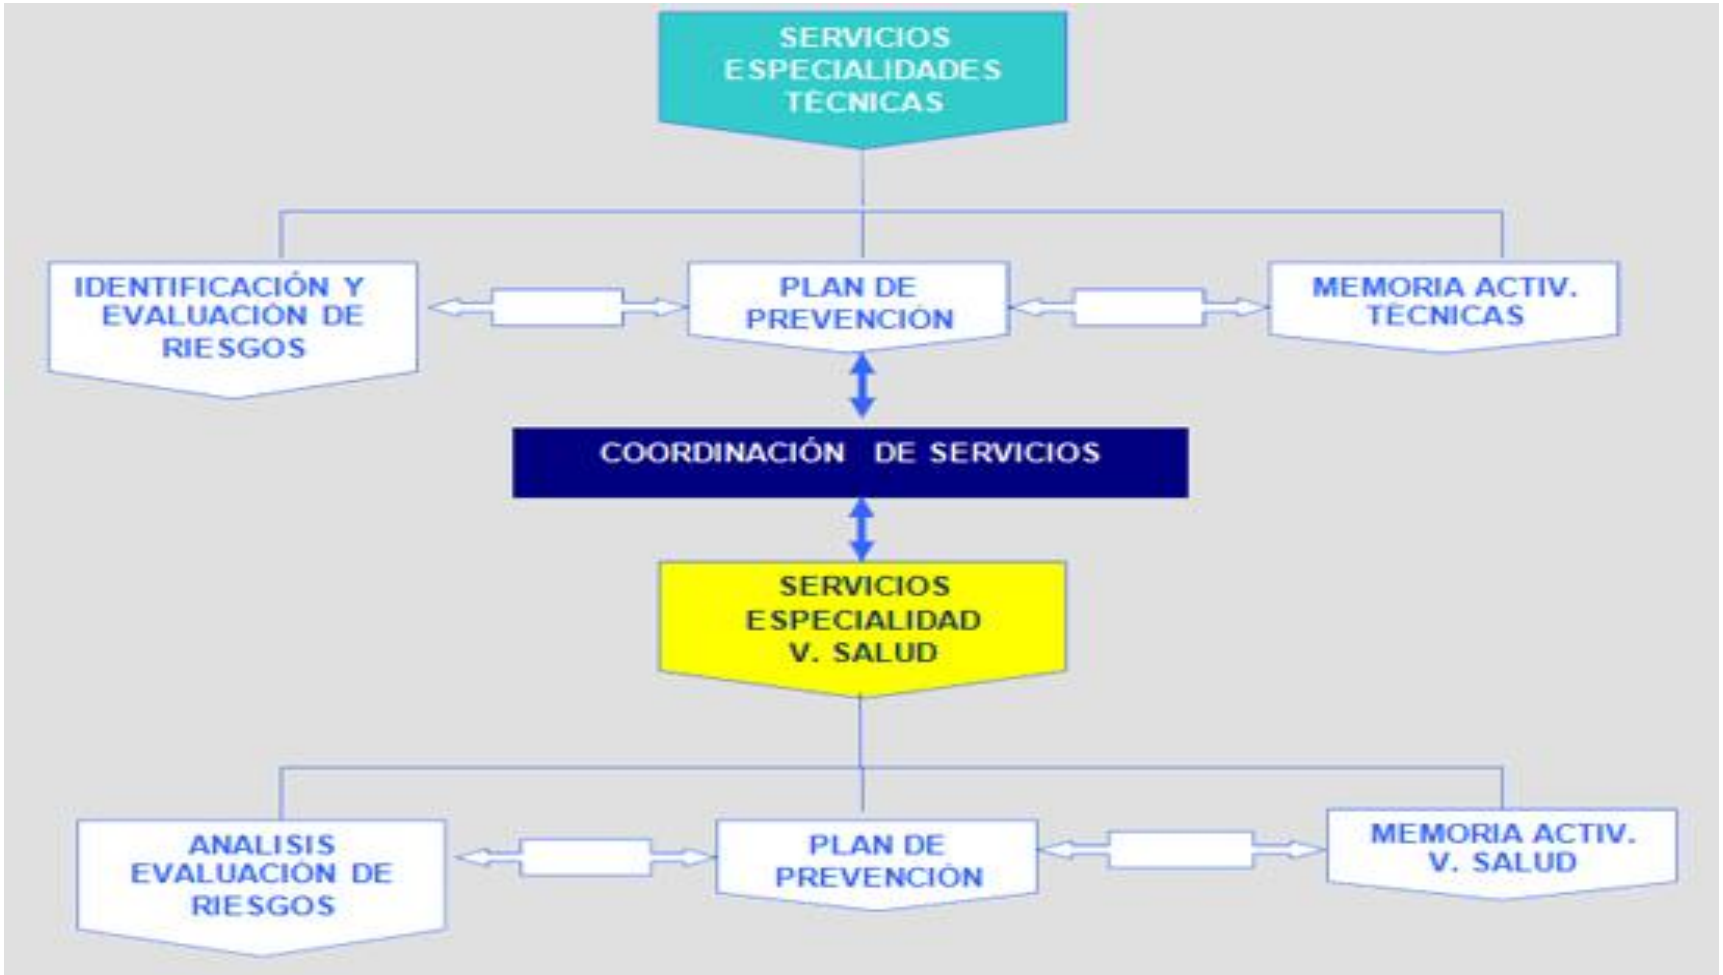 SERVICIOS
ESPECIALIDADES
TÉCNICAS
IDENTIFICACIÓN Y
EVALUACIÓN DE
RIESGOS
PLAN DE
PREVENCIÓN
MEMORIA ACTIV.
TÉCNICAS
COORDINACIÓN DE SERVICIOS
SERVICIOS
ESPECIALIDAD
V. SALUD
ANALISIS
EVALUACIÓN DE
RIESGOS
PLAN DE
PREVENCIÓN
MEMORIA ACTIV.
V. SALUD